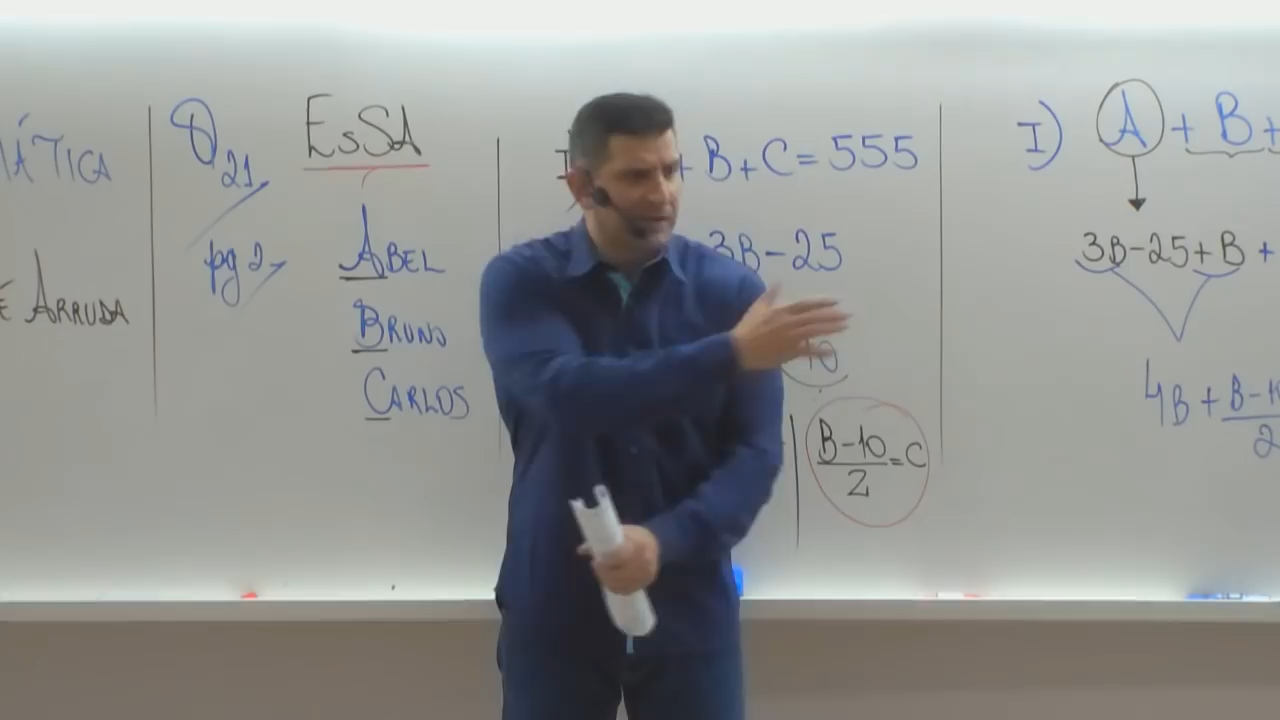 ÁTICA
É ARRUDA
Q21
pg 2
EsSA
ABEL
BRUNO
CARLOS
+ B + C = 555
3B - 25
10
B - 10 / 2 = C
I) A + B +
3B - 25 + B +
4B + B - 1 / 2